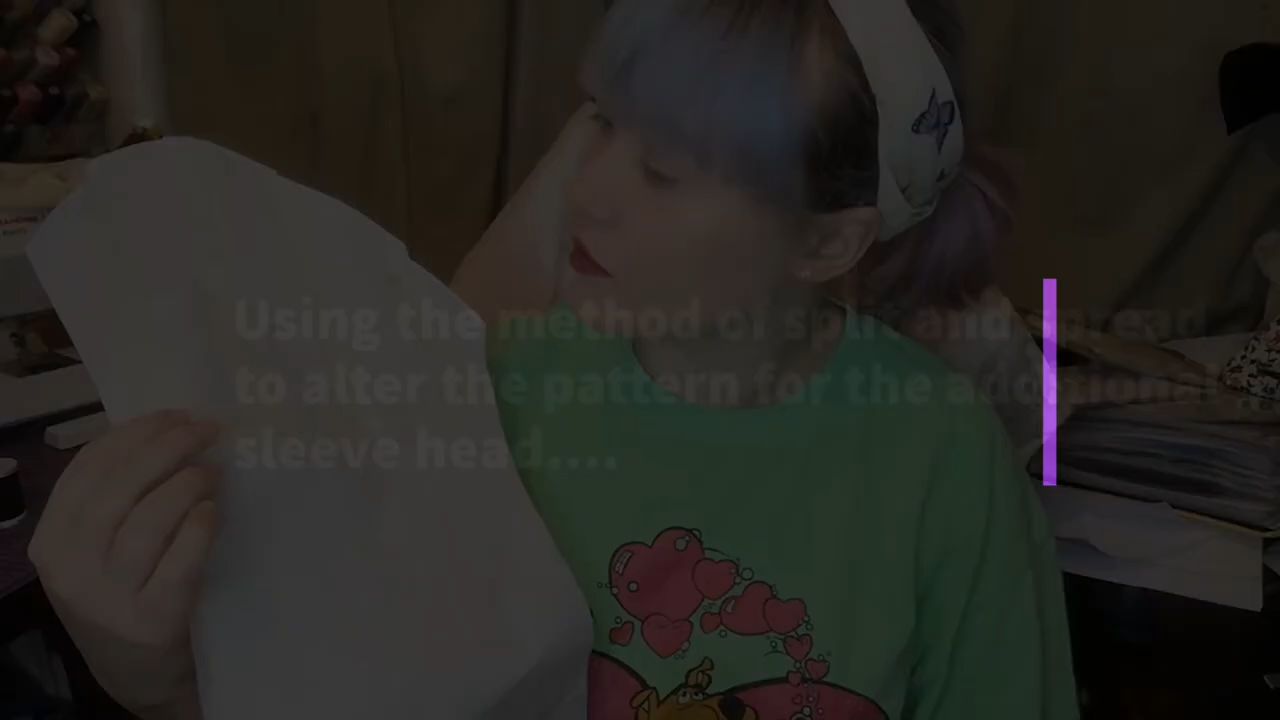 Using the method of split and spread
to alter the pattern for the additional
sleeve head....